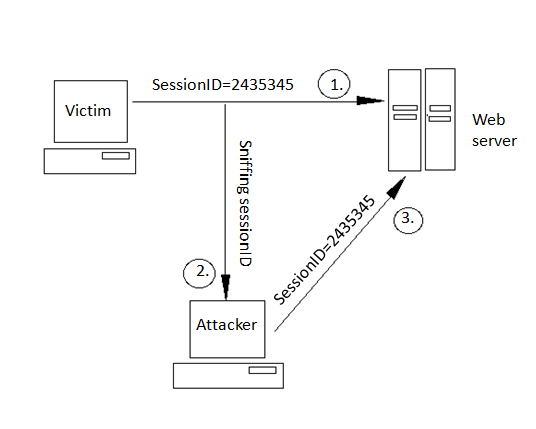 SessionID=2435345
1.
Victim
Web
server
Sniffing sessionID
2.
SessionID=2435345
3.
Attacker